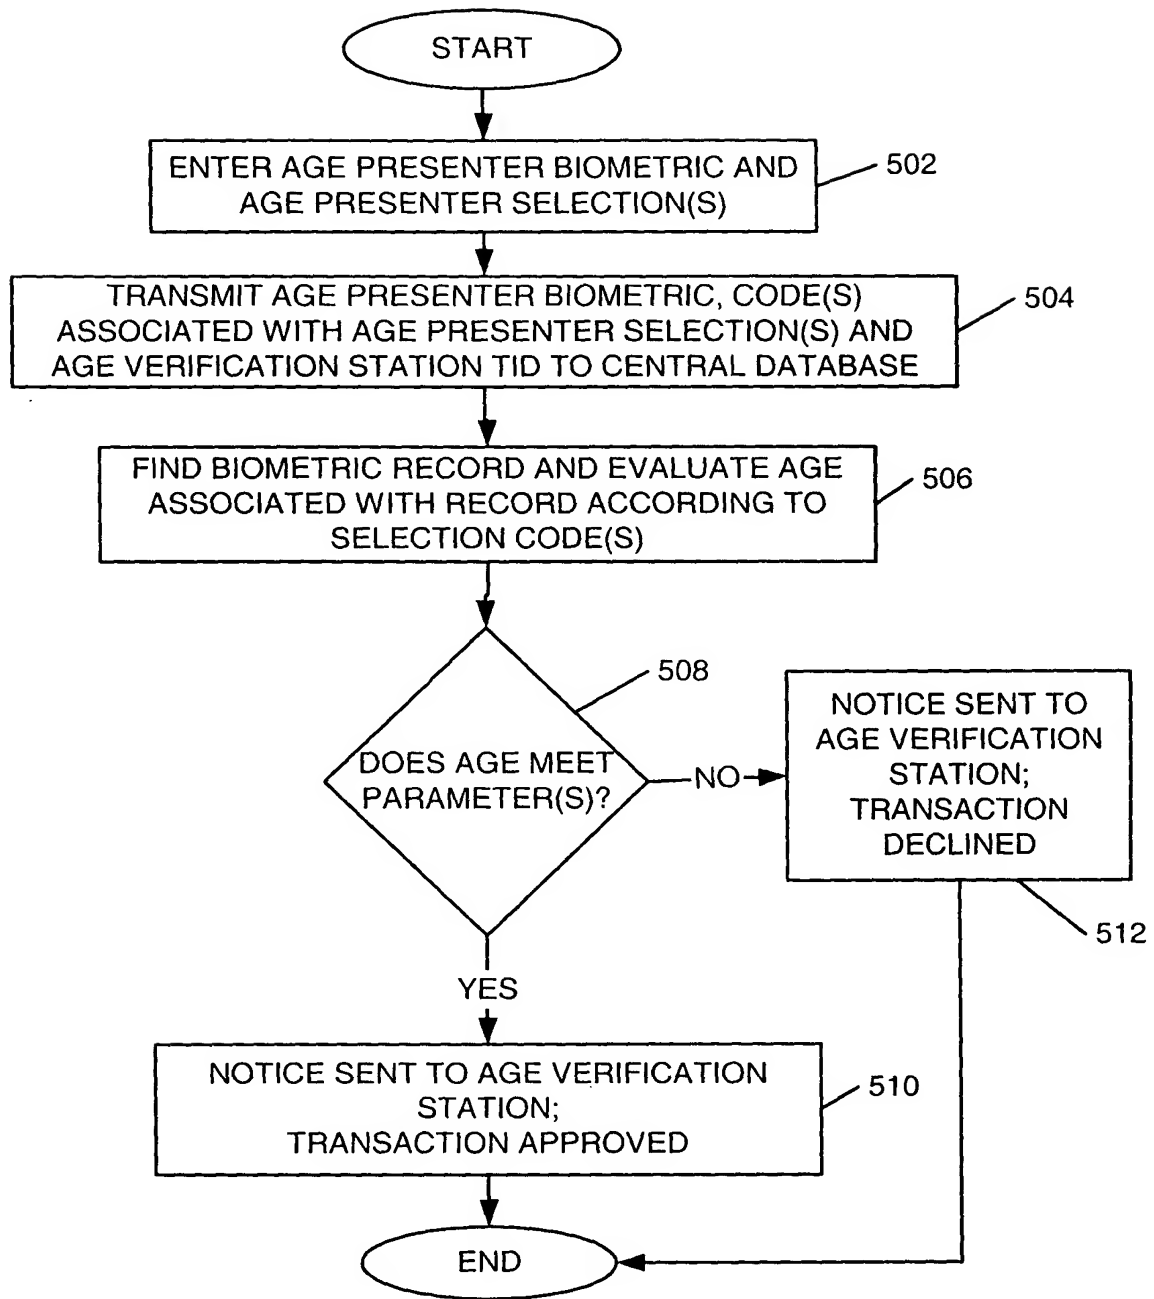 START
ENTER AGE PRESENTER BIOMETRIC AND
AGE PRESENTER SELECTION(S)
502
TRANSMIT AGE PRESENTER BIOMETRIC, CODE(S)
ASSOCIATED WITH AGE PRESENTER SELECTION(S) AND
AGE VERIFICATION STATION TID TO CENTRAL DATABASE
504
FIND BIOMETRIC RECORD AND EVALUATE AGE
ASSOCIATED WITH RECORD ACCORDING TO
SELECTION CODE(S)
506
DOES AGE MEET
PARAMETER(S)?
508
NO
NOTICE SENT TO
AGE VERIFICATION
STATION;
TRANSACTION
DECLINED
512
YES
NOTICE SENT TO AGE VERIFICATION
STATION;
TRANSACTION APPROVED
510
END